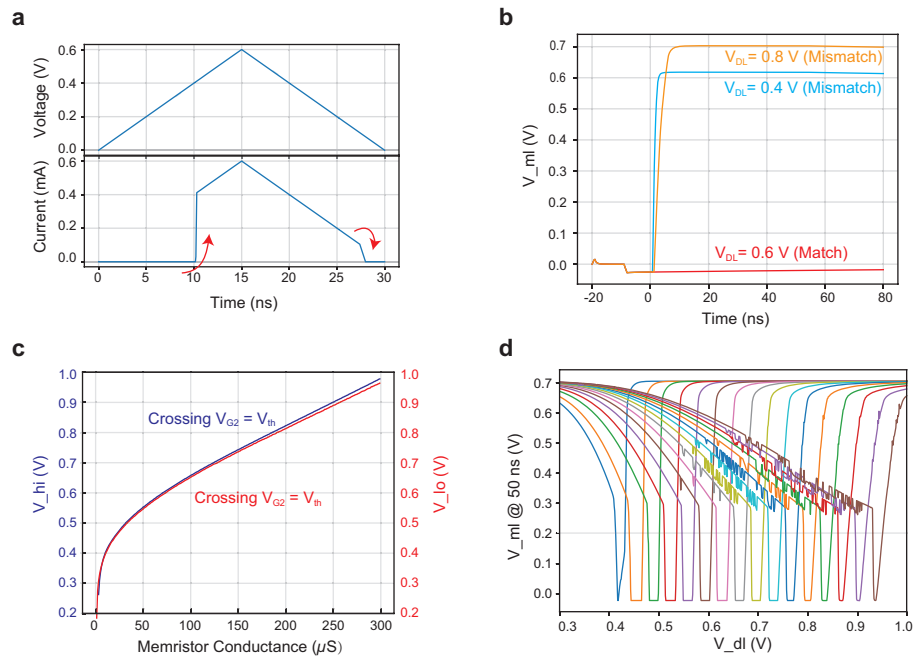 a
0.6
0.4
0.2
0.0
Voltage (V)
0.6
0.4
0.2
0.0
Current (mA)
0 5 10 15 20 25 30
Time (ns)
b
0.7
0.6
0.5
0.4
0.3
0.2
0.1
0.0
V_ml (V)
V_DL= 0.8 V (Mismatch)
V_DL= 0.4 V (Mismatch)
V_DL= 0.6 V (Match)
-20 0 20 40 60 80
Time (ns)
c
1.0
0.9
0.8
0.7
0.6
0.5
0.4
0.3
0.2
V_hi (V)
Crossing V_G2 = V_th
Crossing V_G2 = V_th
1.0
0.9
0.8
0.7
0.6
0.5
0.4
0.3
0.2
V_lo (V)
0 50 100 150 200 250 300
Memristor Conductance (µS)
d
0.7
0.6
0.5
0.4
0.3
0.2
0.1
0.0
V_ml @ 50 ns (V)
0.3 0.4 0.5 0.6 0.7 0.8 0.9 1.0
V_dl (V)